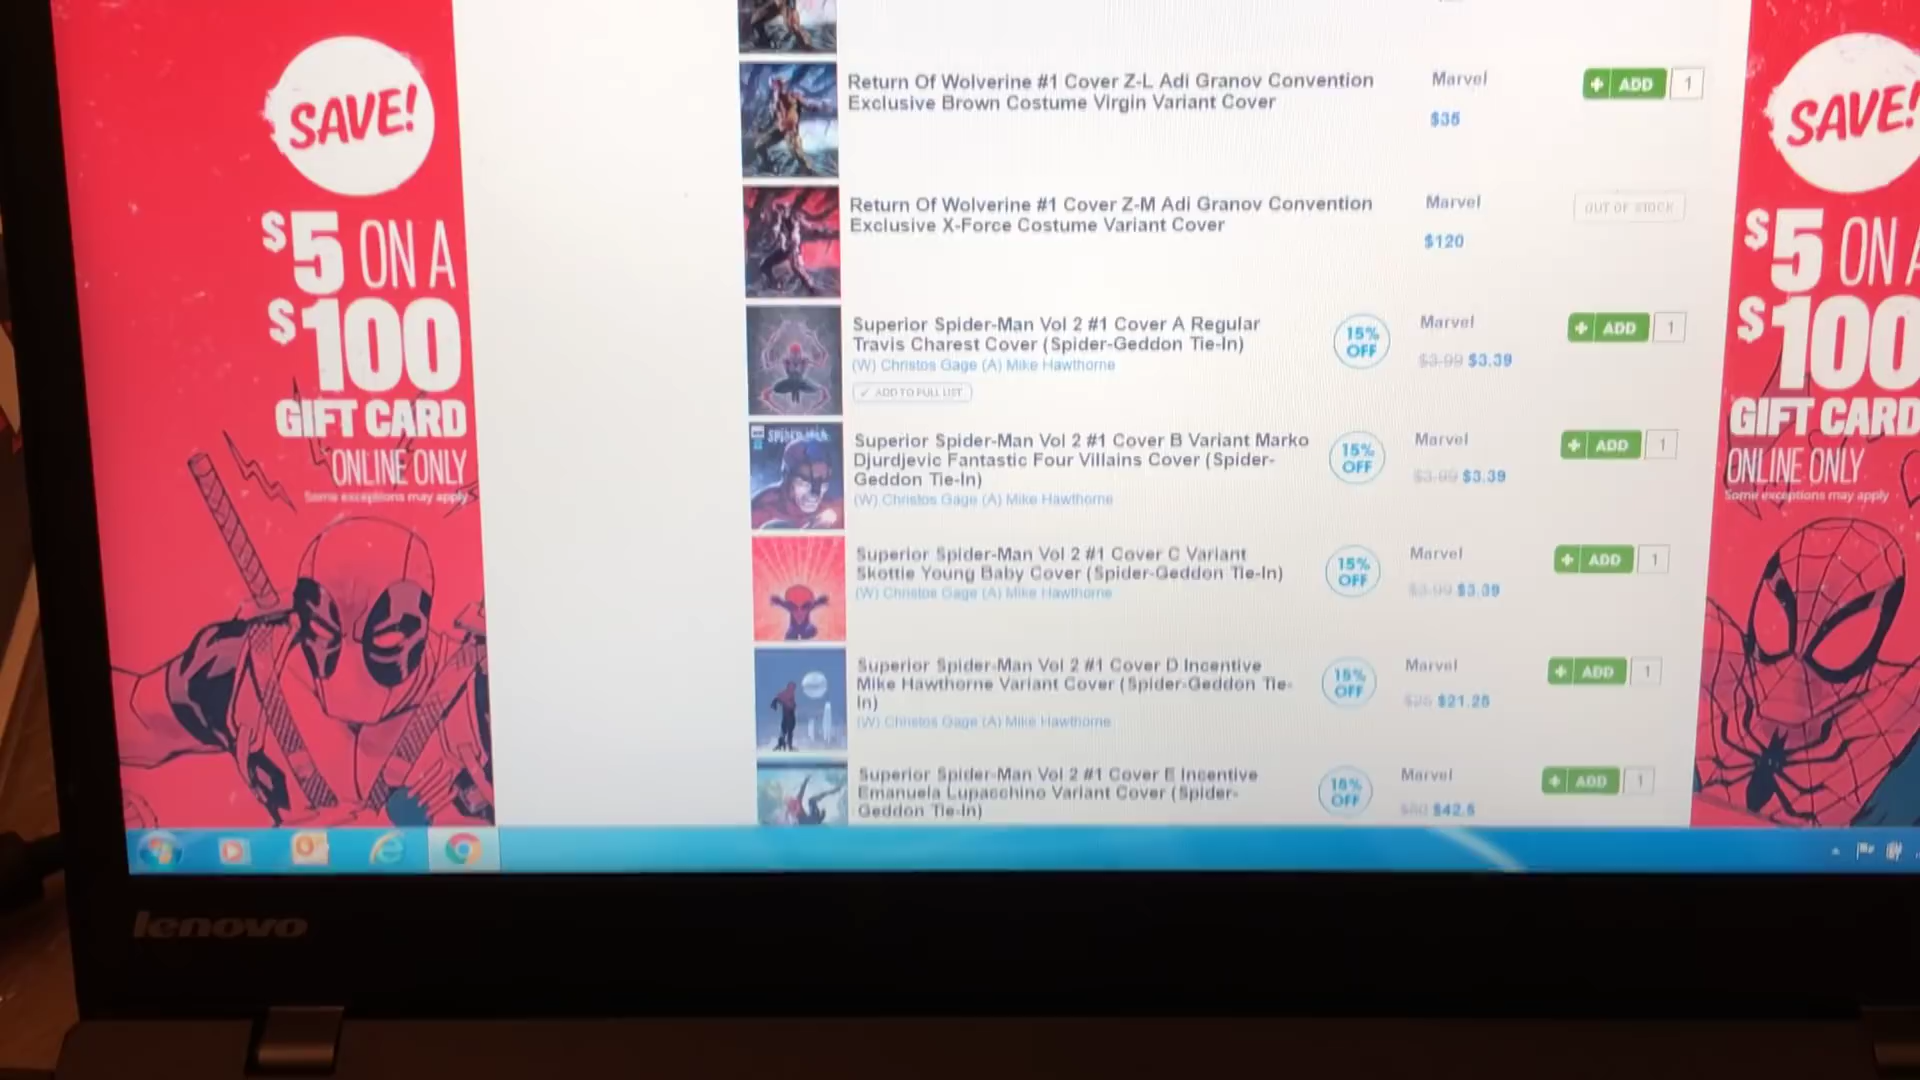 SAVE!
$5 ON A
$100
GIFT CARD
ONLINE ONLY
Some exceptions may apply
Return Of Wolverine #1 Cover Z-L Adi Granov Convention
Exclusive Brown Costume Virgin Variant Cover
Marvel
$35
+ ADD 1
Return Of Wolverine #1 Cover Z-M Adi Granov Convention
Exclusive X-Force Costume Variant Cover
Marvel
$120
OUT OF STOCK
Superior Spider-Man Vol 2 #1 Cover A Regular
Travis Charest Cover (Spider-Geddon Tie-In)
(W) Christos Gage (A) Mike Hawthorne
✓ ADD TO PULL LIST
15%
OFF
Marvel
$3.99 $3.39
+ ADD 1
SPIDER-MAN
Superior Spider-Man Vol 2 #1 Cover B Variant Marko
Djurdjevic Fantastic Four Villains Cover (Spider-
Geddon Tie-In)
(W) Christos Gage (A) Mike Hawthorne
15%
OFF
Marvel
$3.99 $3.39
+ ADD 1
Superior Spider-Man Vol 2 #1 Cover C Variant
Skottie Young Baby Cover (Spider-Geddon Tie-In)
(W) Christos Gage (A) Mike Hawthorne
15%
OFF
Marvel
$3.99 $3.39
+ ADD 1
Superior Spider-Man Vol 2 #1 Cover D Incentive
Mike Hawthorne Variant Cover (Spider-Geddon Tie-
In)
(W) Christos Gage (A) Mike Hawthorne
15%
OFF
Marvel
$25 $21.25
+ ADD 1
Superior Spider-Man Vol 2 #1 Cover E Incentive
Emanuela Lupacchino Variant Cover (Spider-
Geddon Tie-In)
15%
OFF
Marvel
$42.5
+ ADD 1
SAVE!
$5 ON A
$100
GIFT CARD
ONLINE ONLY
Some exceptions may apply
lenovo